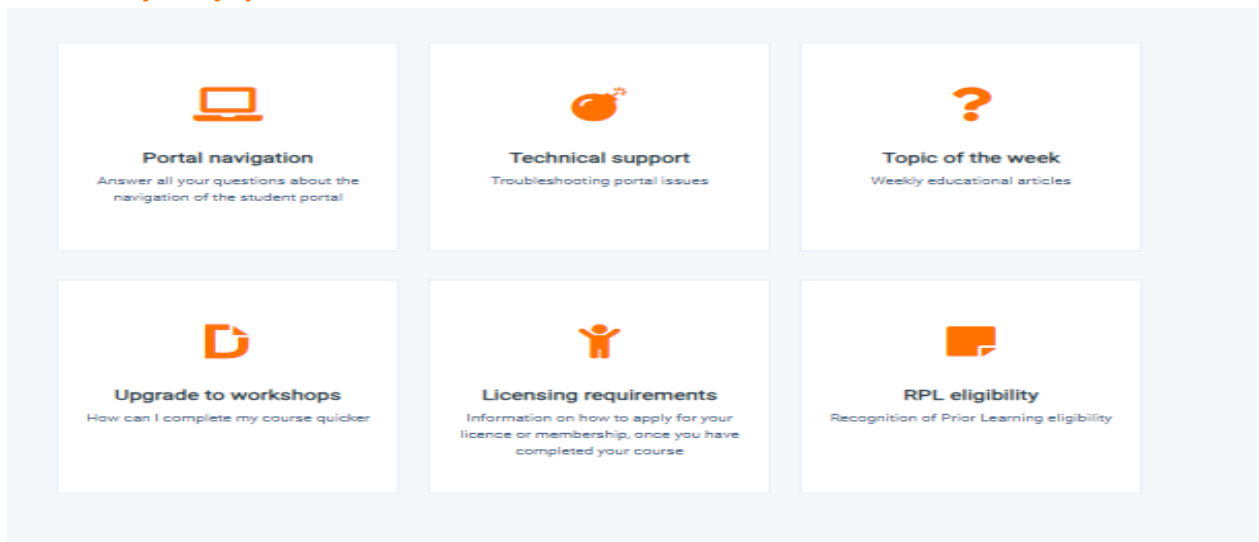 Portal navigation
Answer all your questions about the
navigation of the student portal
Technical support
Troubleshooting portal issues
Topic of the week
Weekly educational articles
Upgrade to workshops
How can I complete my course quicker
Licensing requirements
Information on how to apply for your
licence or membership, once you have
completed your course
RPL eligibility
Recognition of Prior Learning eligibility